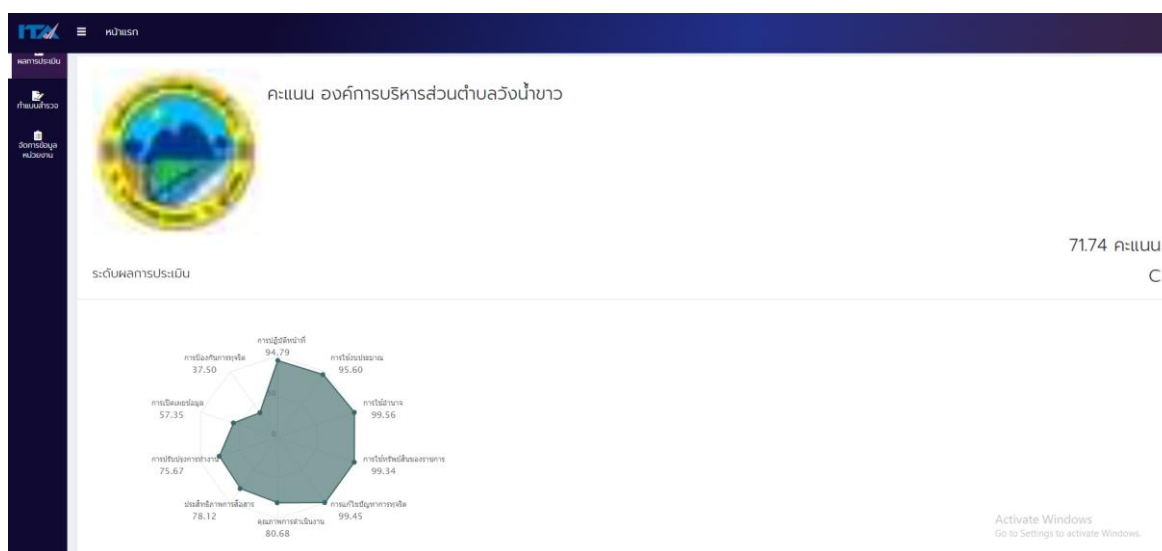 ITA
หน้าแรก
ผลการประเมิน
ทำแบบสำรวจ
จัดการข้อมูล
หน่วยงาน
คะแนน องค์การบริหารส่วนตำบลวังน้ำขาว
71.74 คะแนน
ระดับผลการประเมิน
C
การปฏิบัติหน้าที่
94.79
การใช้งบประมาณ
95.60
การใช้อำนาจ
99.56
การใช้ทรัพย์สินของราชการ
99.34
การแก้ไขปัญหาการทุจริต
99.45
คุณภาพการดำเนินงาน
80.68
ประสิทธิภาพการสื่อสาร
78.12
การปรับปรุงการทำงาน
75.67
การเปิดเผยข้อมูล
57.35
การป้องกันการทุจริต
37.50
50
0
Activate Windows
Go to Settings to activate Windows.